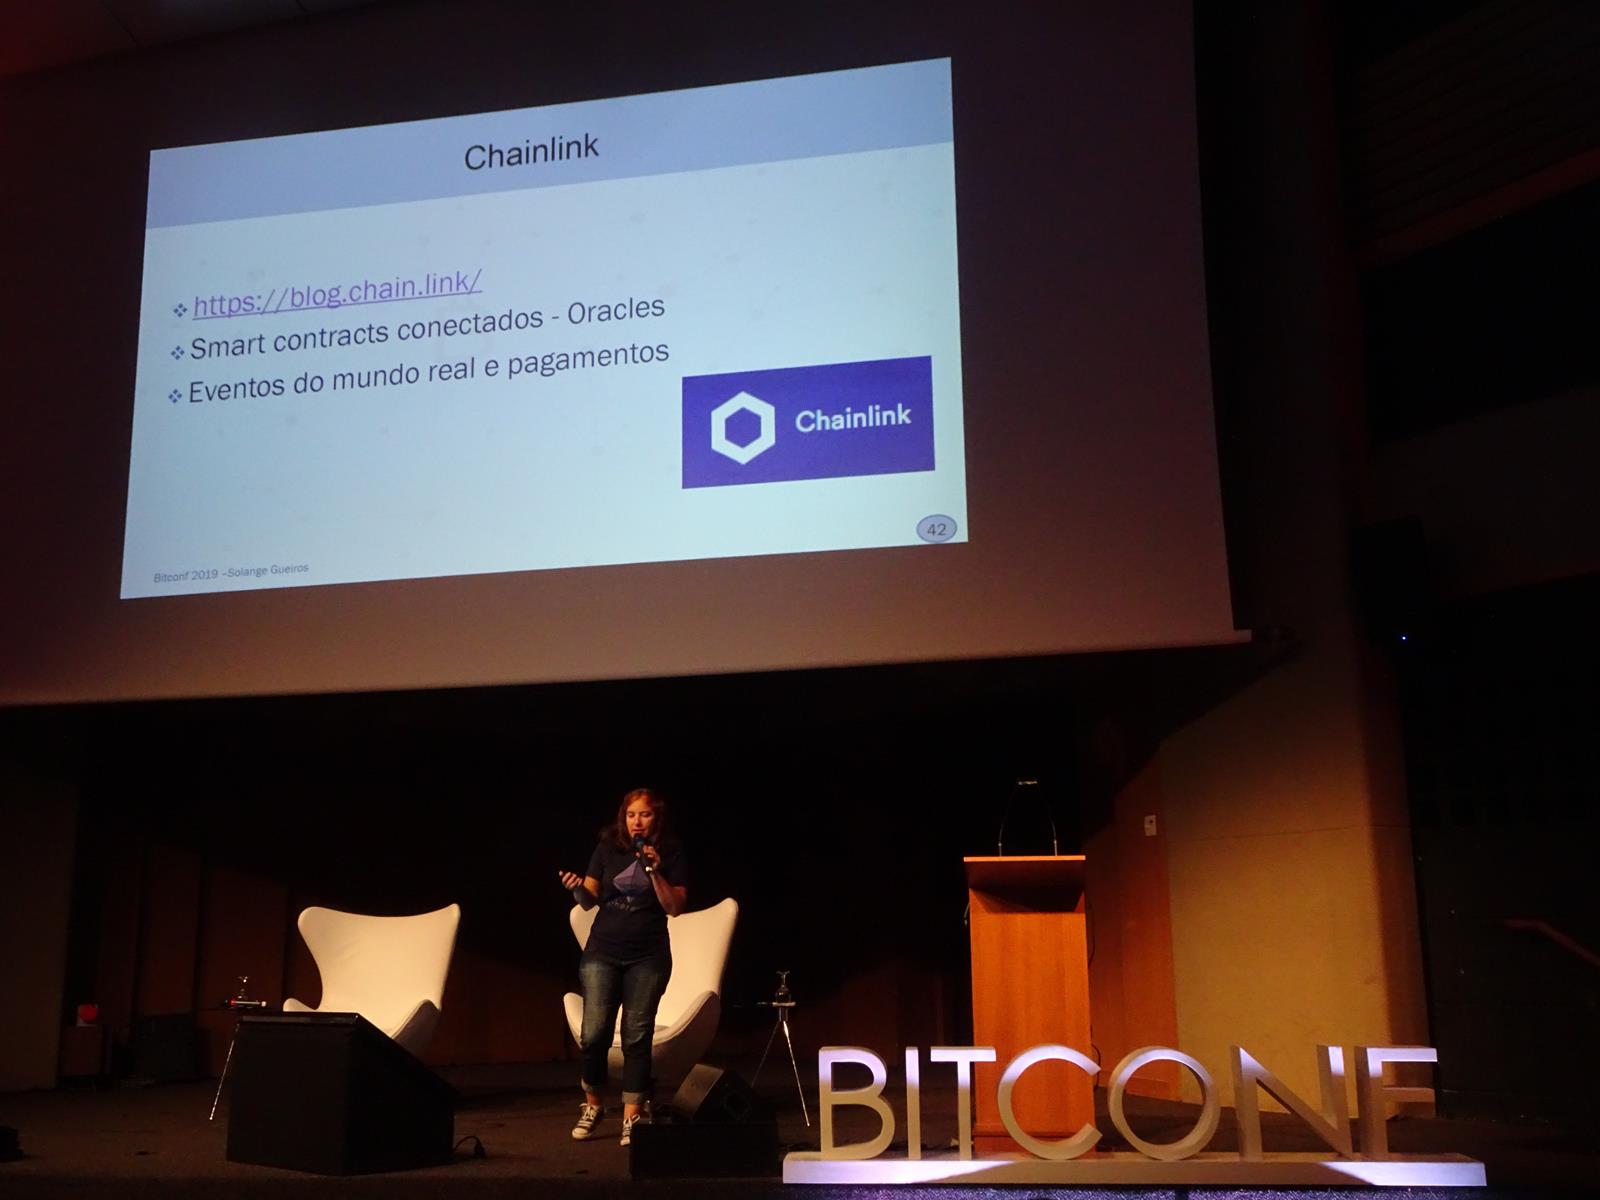 Chainlink
https://blog.chain.link/
Smart contracts conectados - Oracles
Eventos do mundo real e pagamentos
Chainlink
42
Bitconf 2019 –Solange Gueiros
BITCONF